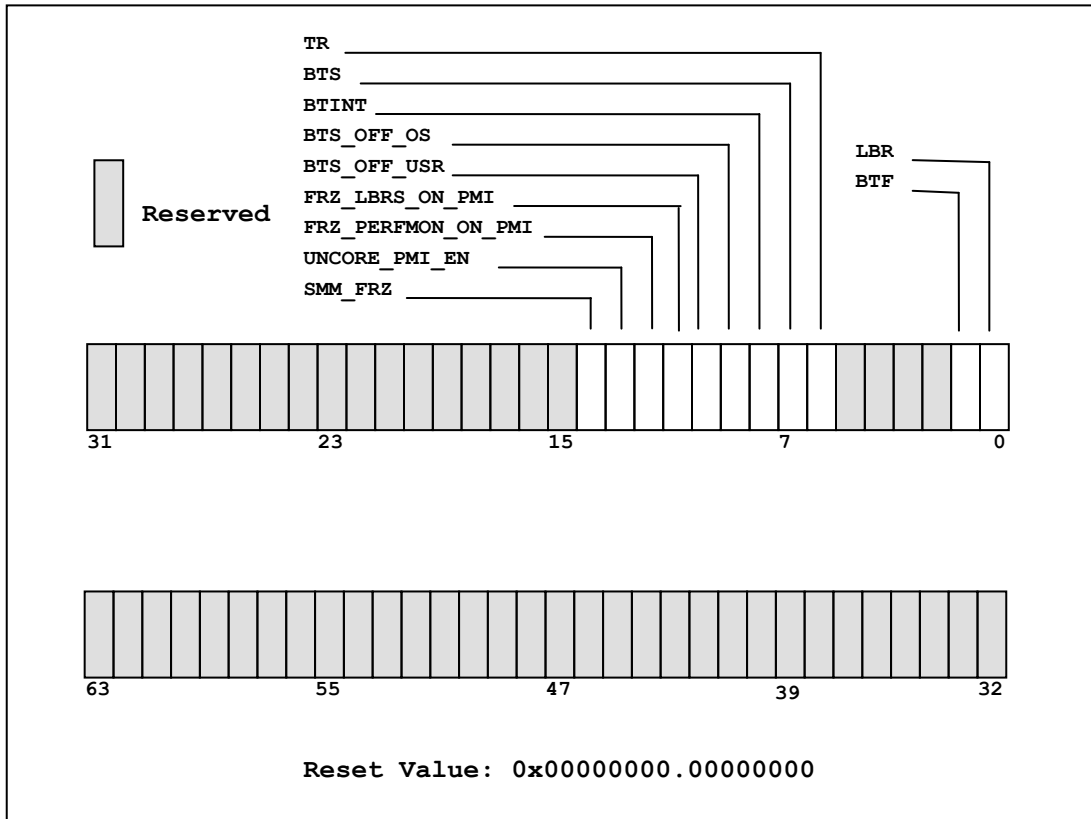 TR
BTS
BTINT
BTS_OFF_OS
BTS_OFF_USR
FRZ_LBRS_ON_PMI
FRZ_PERFMON_ON_PMI
UNCORE_PMI_EN
SMM_FRZ
LBR
BTF
Reserved
31 23 15 7 0
63 55 47 39 32
Reset Value: 0x00000000.00000000